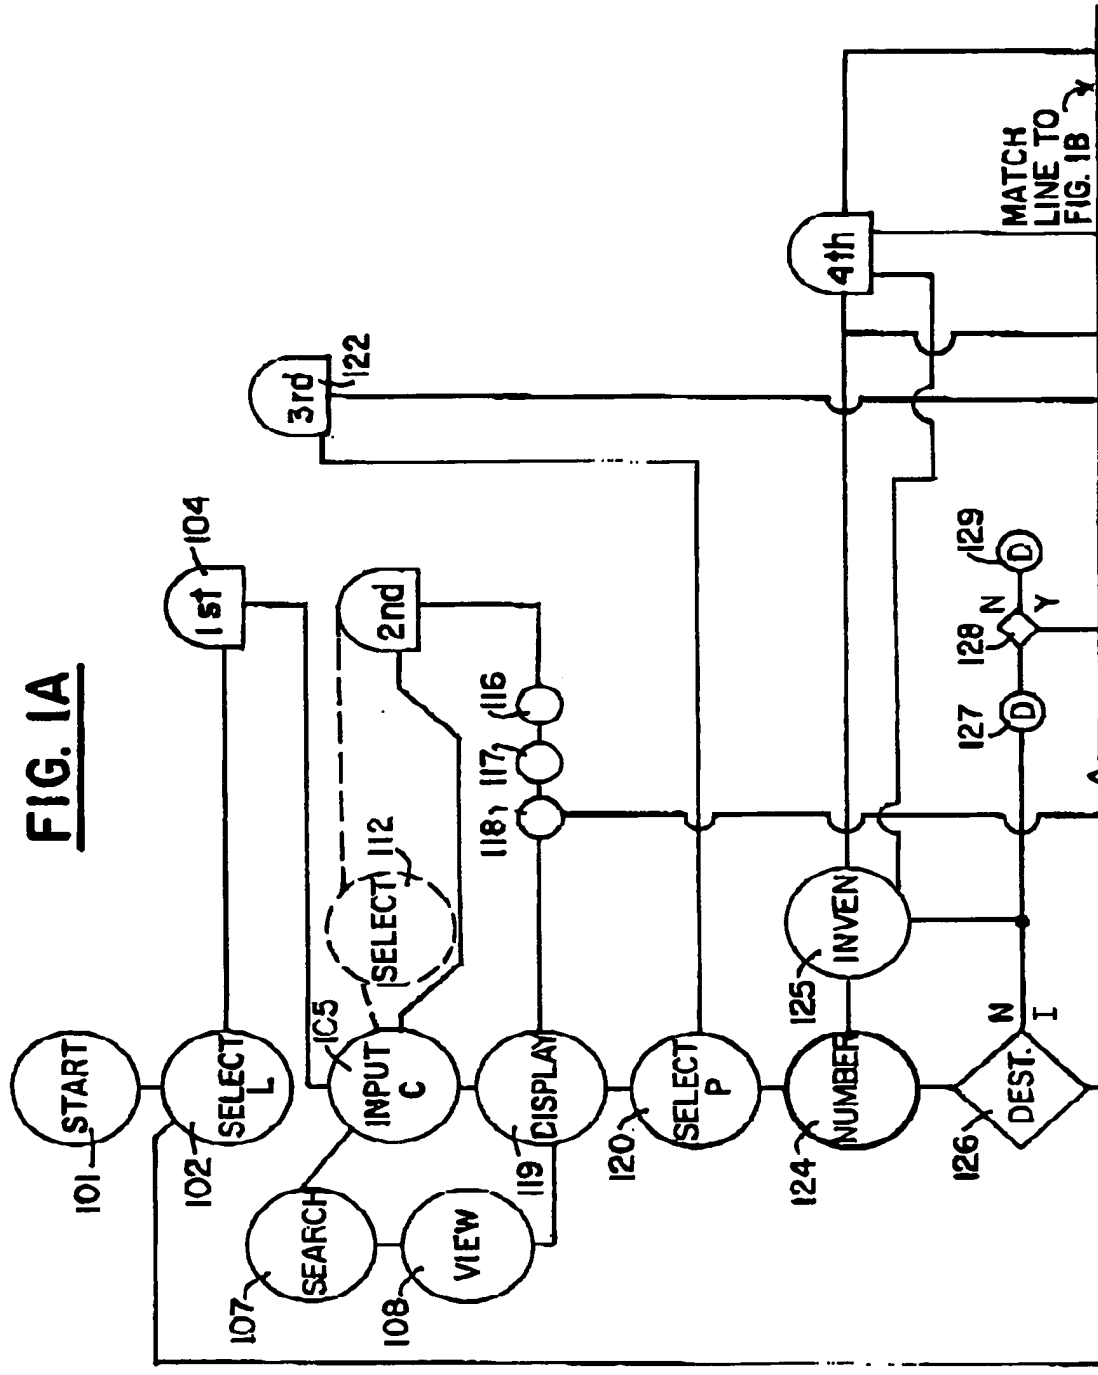 FIG. 1A
START
101
SELECT
L
102
1st
104
INPUT
C
105
SELECT
112
2nd
SEARCH
107
VIEW
108
DISPLAY
119
118
117
116
SELECT
P
120
3rd
122
NUMBER
124
INVEN
125
4th
DEST.
126
N
I
D
127
128
N
Y
D
129
MATCH
LINE TO
FIG. 1B